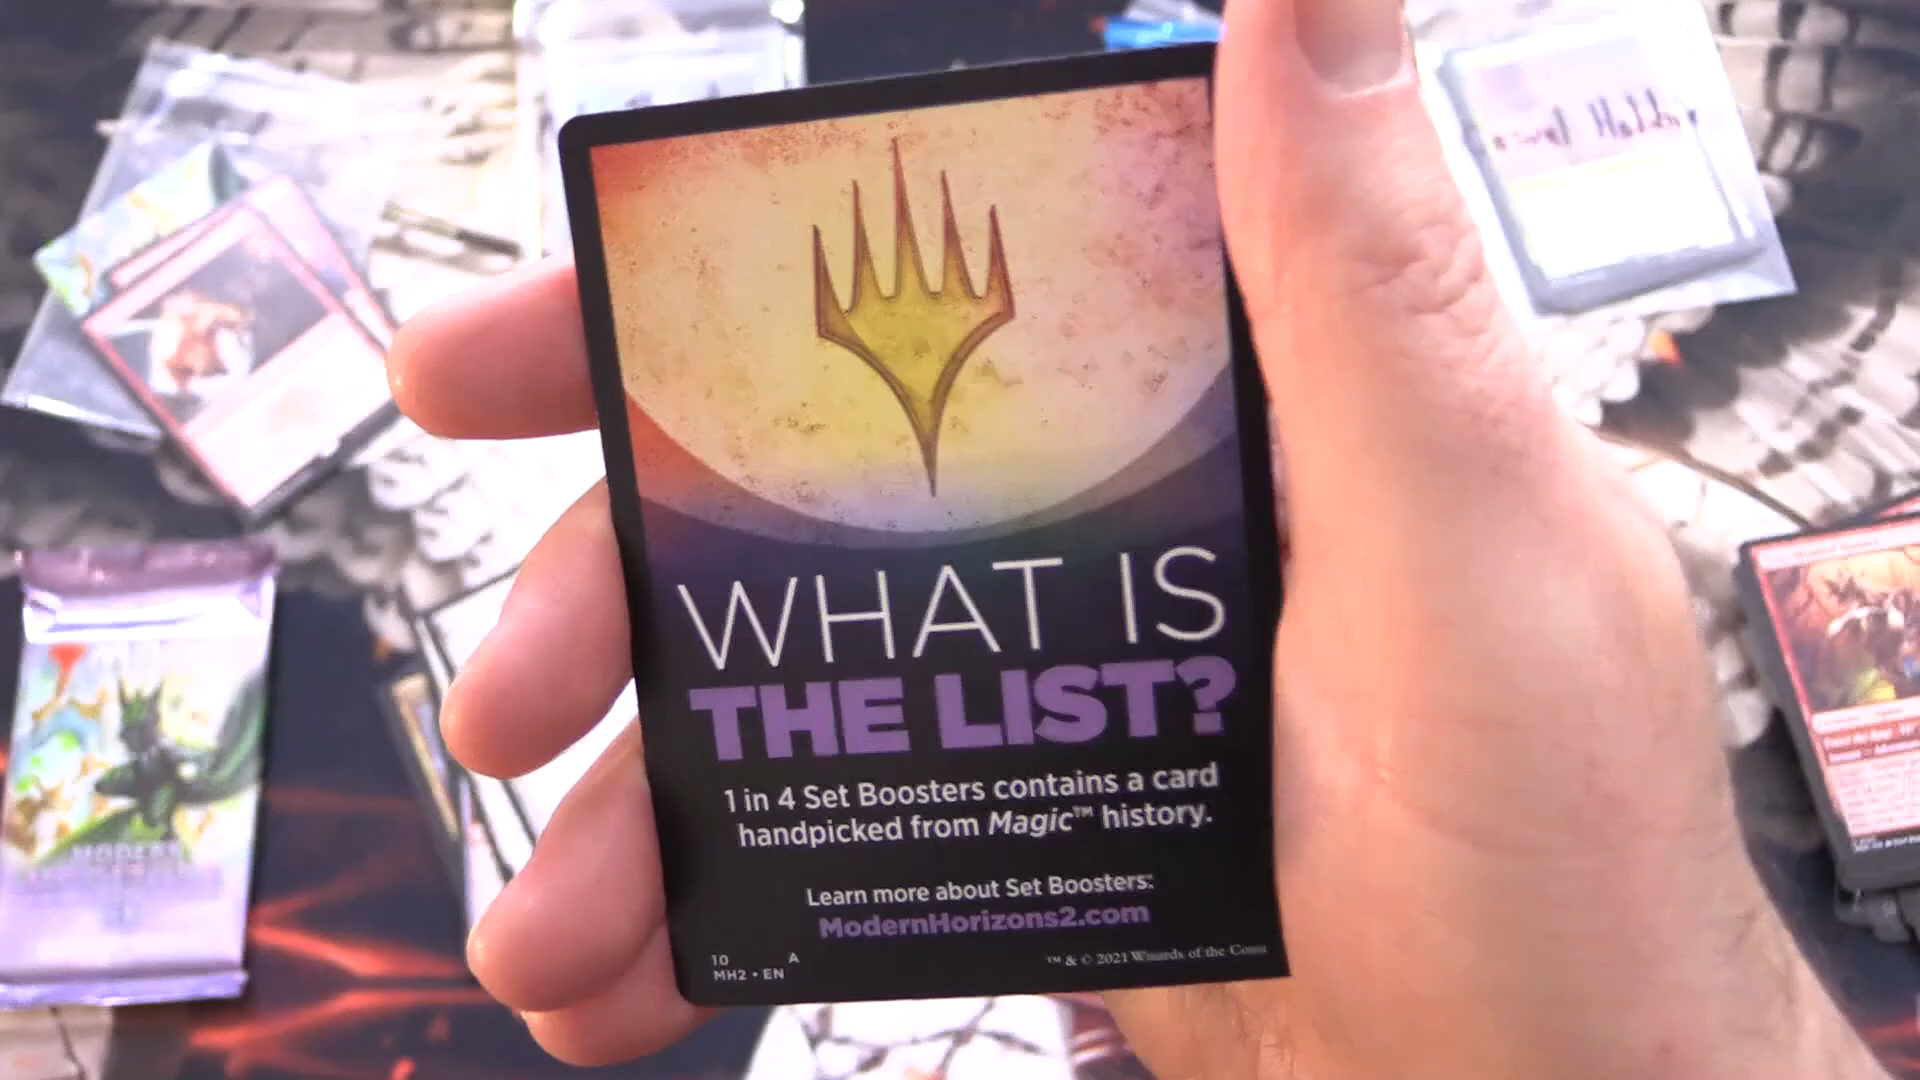 WHAT IS
THE LIST?
1 in 4 Set Boosters contains a card
handpicked from Magic™ history.
Learn more about Set Boosters:
ModernHorizons2.com
10 A
MH2 • EN
™ & © 2021 Wizards of the Coast
MODERN